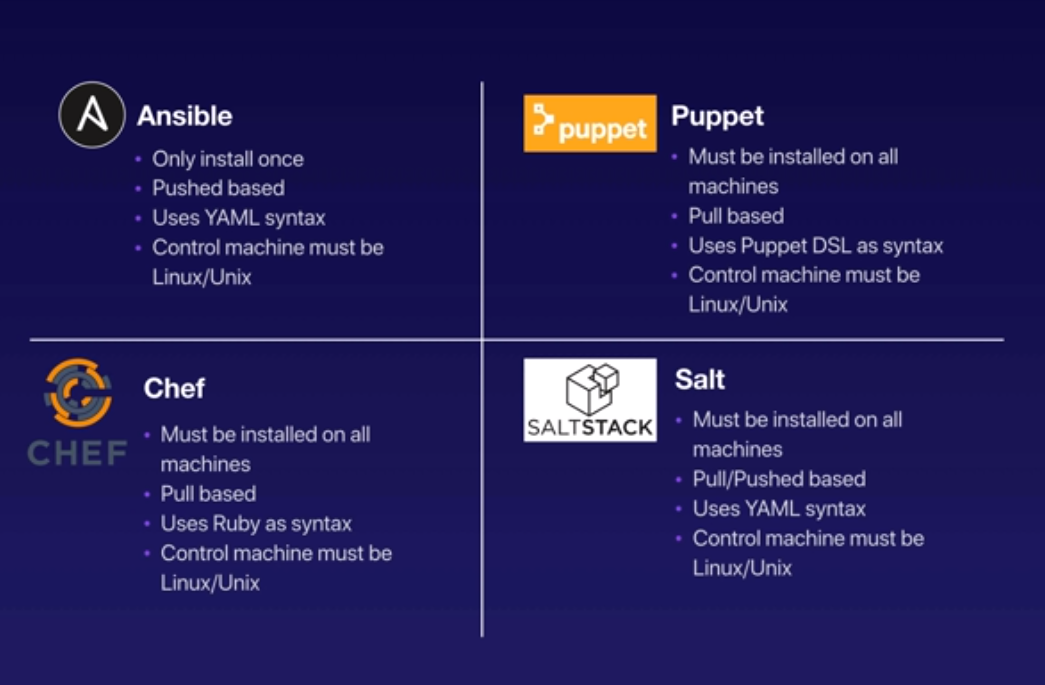 Ansible
• Only install once
• Pushed based
• Uses YAML syntax
• Control machine must be
Linux/Unix
puppet
Puppet
• Must be installed on all
machines
• Pull based
• Uses Puppet DSL as syntax
• Control machine must be
Linux/Unix
CHEF
Chef
• Must be installed on all
machines
• Pull based
• Uses Ruby as syntax
• Control machine must be
Linux/Unix
SALTSTACK
Salt
• Must be installed on all
machines
• Pull/Pushed based
• Uses YAML syntax
• Control machine must be
Linux/Unix